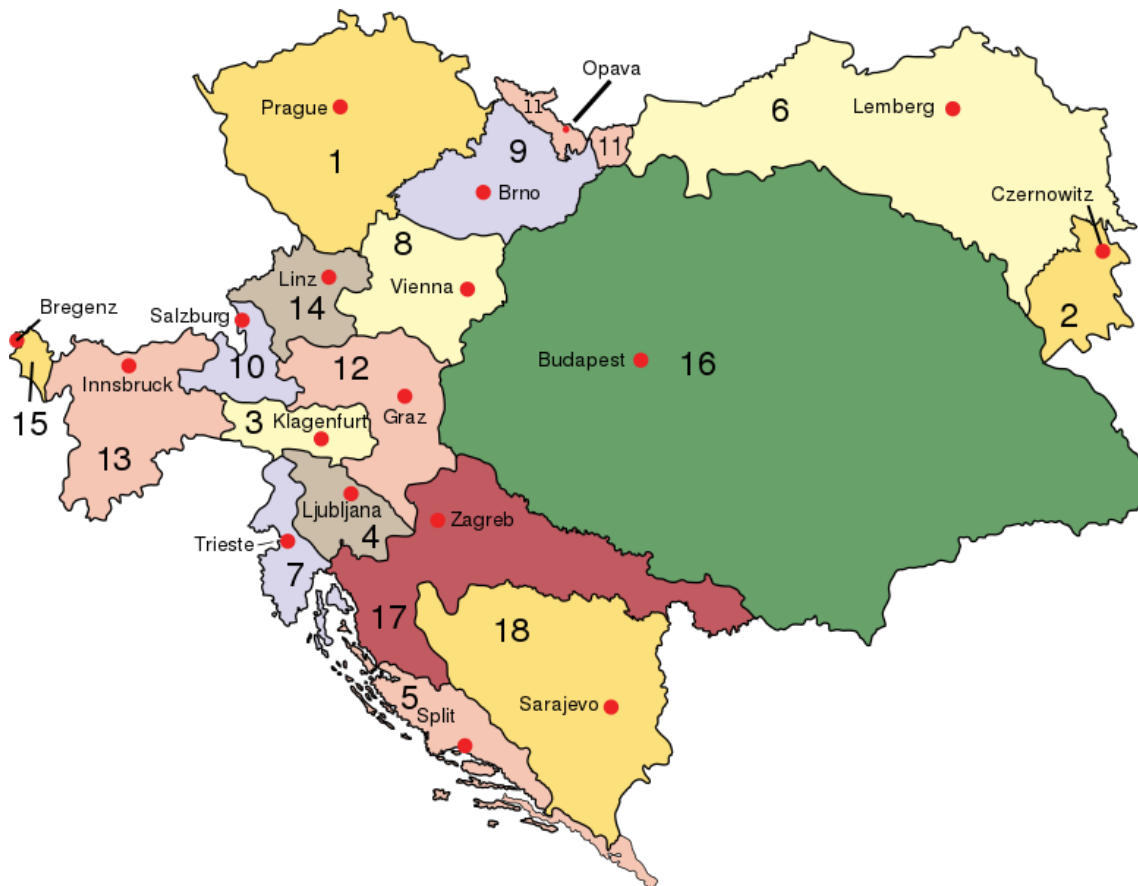 Opava
11
6
Prague
Lemberg
1
9
11
Brno
Czernowitz
8
Linz
Vienna
14
2
Bregenz
Salzburg
Innsbruck
10
12
Budapest
16
15
3
Klagenfurt
Graz
13
Ljubljana
4
Zagreb
Trieste
7
17
18
5
Split
Sarajevo